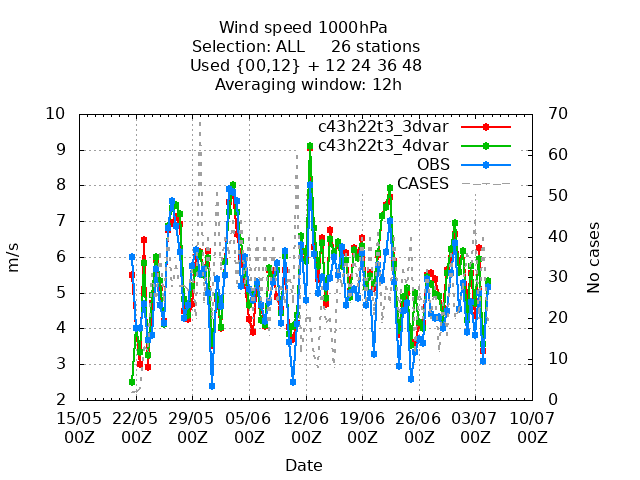 Wind speed 1000hPa
Selection: ALL 26 stations
Used {00,12} + 12 24 36 48
Averaging window: 12h
10 70
c43h22t3_3dvar
c43h22t3_4dvar
OBS
CASES
9 60
8 50
7 40
6 30
5 20
4 10
3 0
2
m/s
No cases
15/05 22/05 29/05 05/06 12/06 19/06 26/06 03/07 10/07
00Z 00Z 00Z 00Z 00Z 00Z 00Z 00Z 00Z
Date